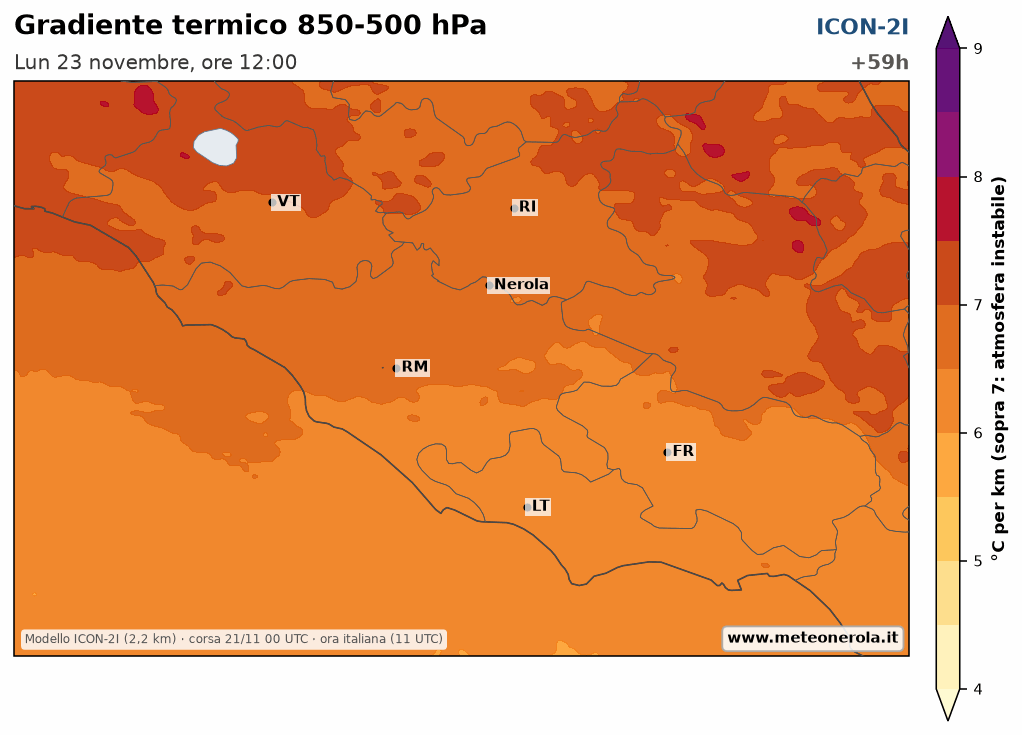 Gradiente termico 850-500 hPa
ICON-2I
Lun 23 novembre, ore 12:00
+59h
VT
RI
Nerola
RM
FR
LT
Modello ICON-2I (2,2 km) · corsa 21/11 00 UTC · ora italiana (11 UTC)
www.meteonerola.it
9
8
7
6
5
4
°C per km (sopra 7: atmosfera instabile)